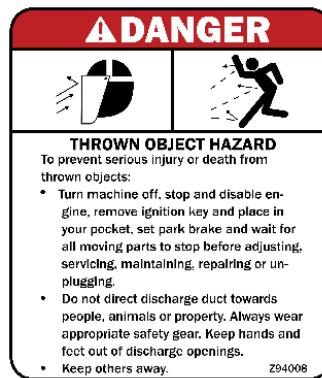 DANGER
THROWN OBJECT HAZARD
To prevent serious injury or death from
thrown objects:
• Turn machine off, stop and disable en-
gine, remove ignition key and place in
your pocket, set park brake and wait for
all moving parts to stop before adjusting,
servicing, maintaining, repairing or un-
plugging.
• Do not direct discharge duct towards
people, animals or property. Always wear
appropriate safety gear. Keep hands and
feet out of discharge openings.
• Keep others away. Z94008